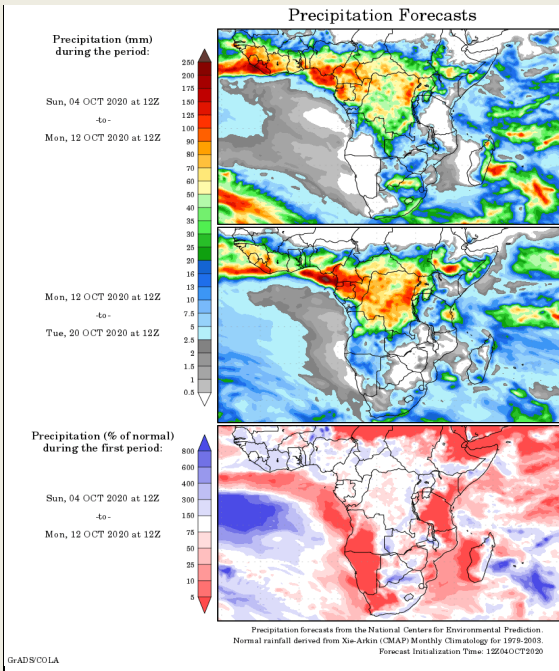 Precipitation Forecasts
Precipitation (mm)
during the period:
Sun, 04 OCT 2020 at 12Z
-to-
Mon, 12 OCT 2020 at 12Z
250
200
175
150
125
100
90
80
70
60
50
40
35
30
25
20
16
13
10
7.5
5
2.5
2
1.5
1
0.5
Mon, 12 OCT 2020 at 12Z
-to-
Tue, 20 OCT 2020 at 12Z
Precipitation (% of normal)
during the first period:
Sun, 04 OCT 2020 at 12Z
-to-
Mon, 12 OCT 2020 at 12Z
800
600
400
300
150
75
50
25
10
5
Precipitation forecasts from the National Centers for Environmental Prediction.
Normal rainfall derived from Xie-Arkin (CMAP) Monthly Climatology for 1979-2003.
Forecast Initialization Time: 12Z04OCT2020
GrADS/COLA